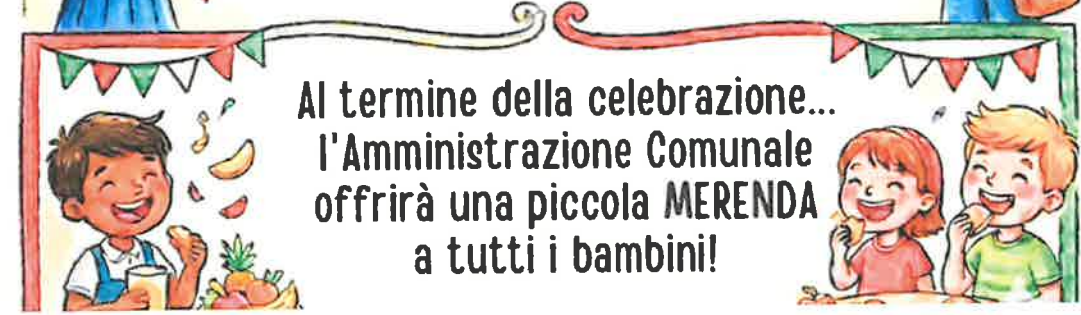 Al termine della celebrazione...
l'Amministrazione Comunale
offrirà una piccola MERENDA
a tutti i bambini!